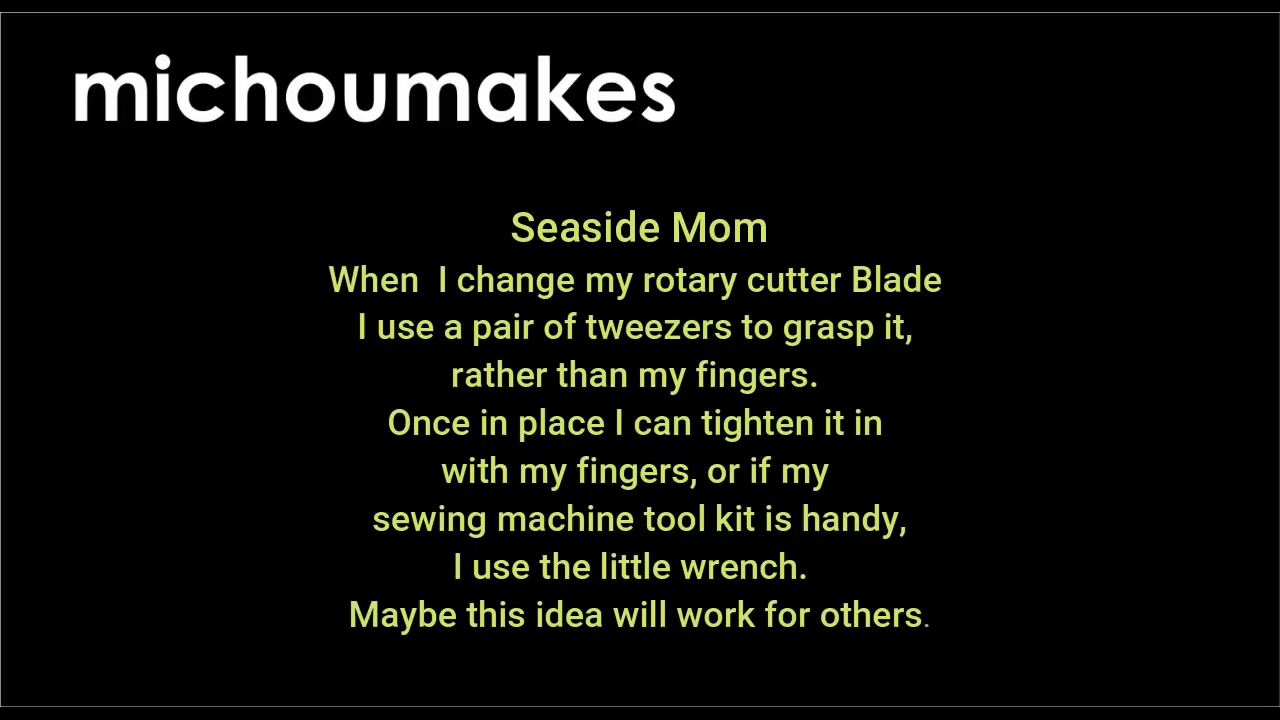 michoumakes
Seaside Mom
When  I change my rotary cutter Blade
I use a pair of tweezers to grasp it,
rather than my fingers.
Once in place I can tighten it in
with my fingers, or if my
sewing machine tool kit is handy,
I use the little wrench.
Maybe this idea will work for others.